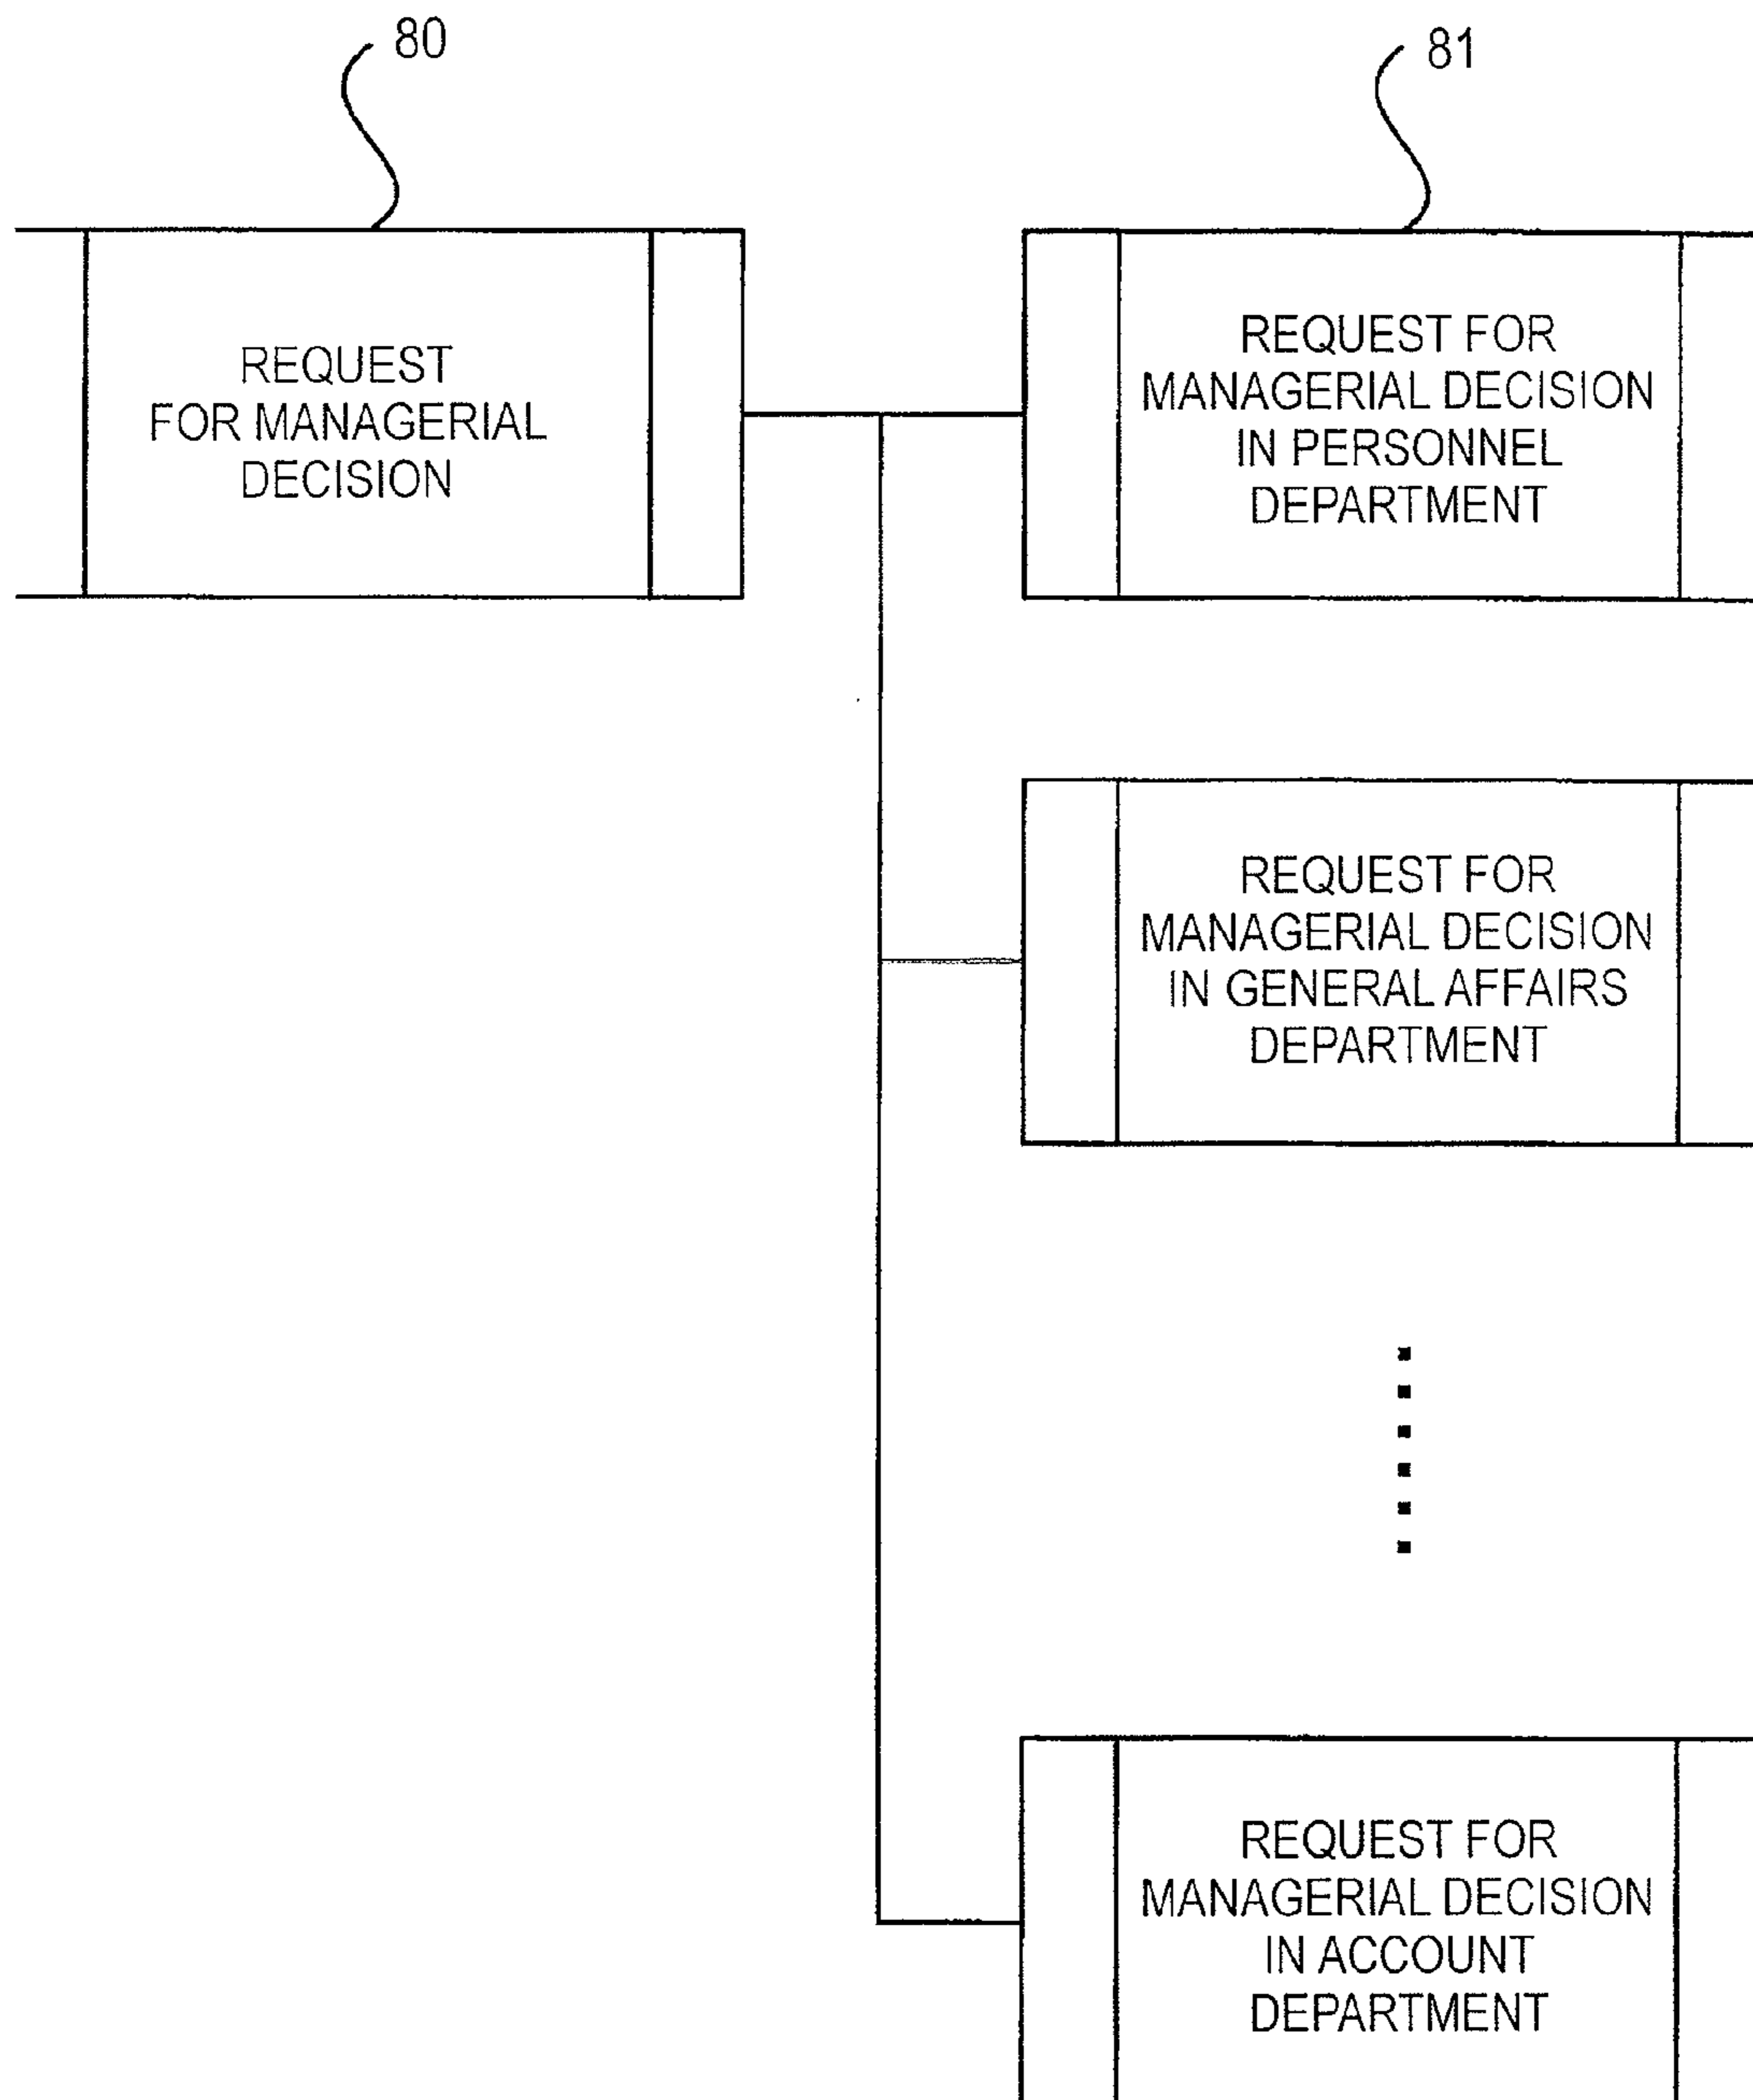 80
81
REQUEST
FOR MANAGERIAL
DECISION
REQUEST FOR
MANAGERIAL DECISION
IN PERSONNEL
DEPARTMENT
REQUEST FOR
MANAGERIAL DECISION
IN GENERAL AFFAIRS
DEPARTMENT
REQUEST FOR
MANAGERIAL DECISION
IN ACCOUNT
DEPARTMENT